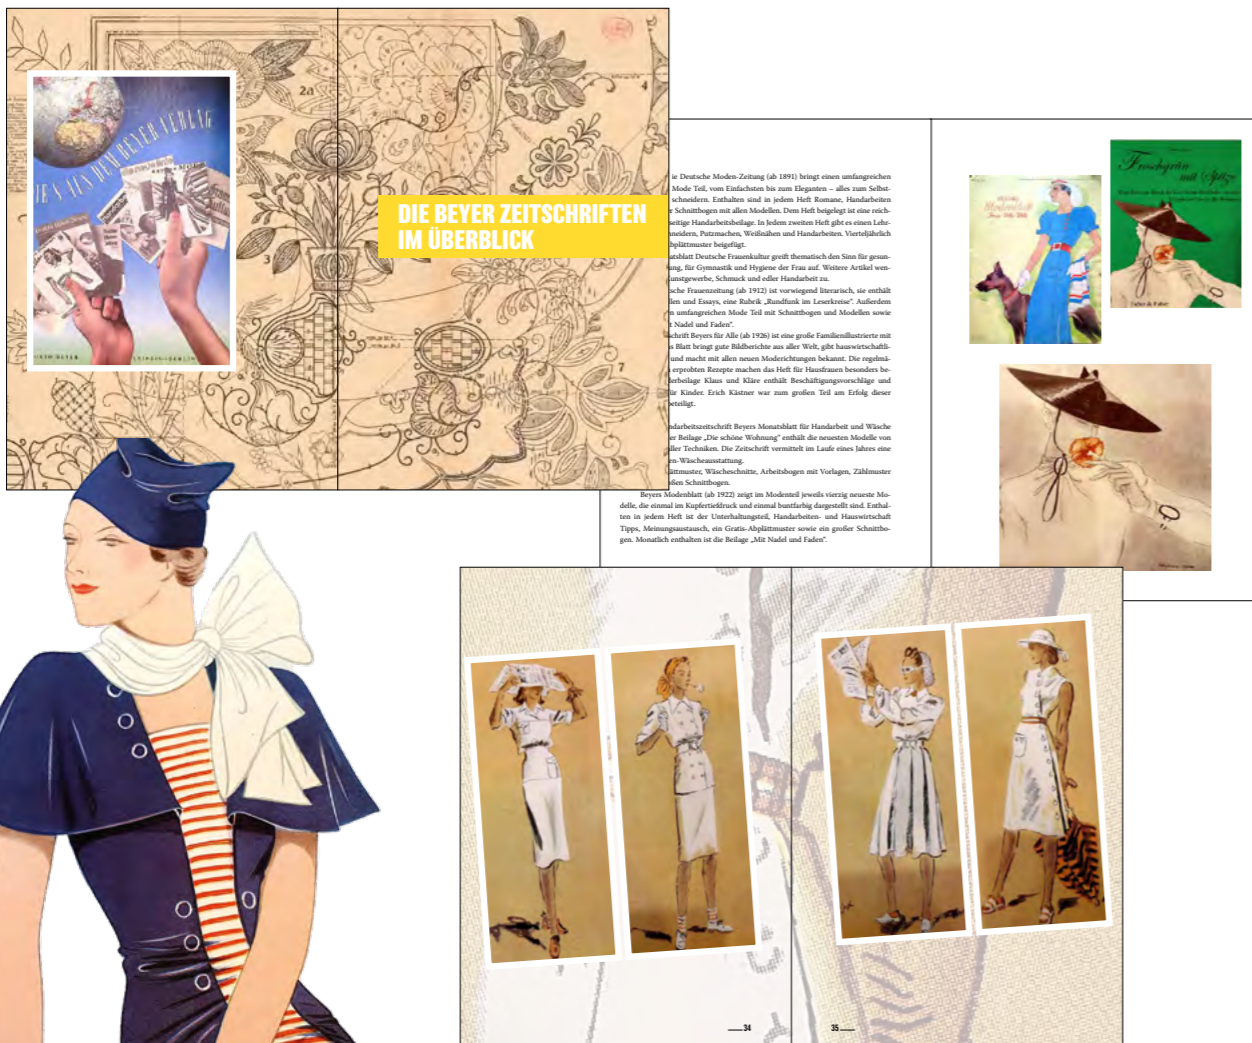 2a
3
4
7
DEM BEYER VERLAG
DIE BEYER ZEITSCHRIFTEN
IM ÜBERBLICK
ie Deutsche Moden-Zeitung (ab 1891) bringt einen umfangreichen
Mode Teil, vom Einfachsten bis zum Eleganten – alles zum Selbst-
schneidern. Enthalten sind in jedem Heft Romane, Handarbeiten
r Schnittbogen mit allen Modellen. Dem Heft beigelegt ist eine reich-
seitige Handarbeitsbeilage. In Jedem zweiten Heft gibt es einen Lehr-
neidern, Putzmachen, Weißnähen und Handarbeiten. Vierteljährlich
bplättmuster beigefügt.
atsblatt Deutsche Frauenkultur greift thematisch den Sinn für gesun-
ung, für Gymnastik und Hygiene der Frau auf. Weitere Artikel wen-
unstgewerbe, Schmuck und edler Handarbeit zu.
sche Frauenzeitung (ab 1912) ist vorwiegend literarisch, sie enthält
len und Essays, eine Rubrik „Rundfunk im Leserkreise“. Außerdem
n umfangreichen Mode Teil mit Schnittbogen und Modellen sowie
t Nadel und Faden“.
schrift Beyers für Alle (ab 1926) ist eine große Familienillustrierte mit
s Blatt bringt gute Bildberichte aus aller Welt, gibt hauswirtschaftli-
und macht mit allen neuen Moderichtungen bekannt. Die regelmä-
erprobten Rezepte machen das Heft für Hausfrauen besonders be-
erbeilage Klaus und Kläre enthält Beschäftigungsvorschläge und
ür Kinder. Erich Kästner war zum großen Teil am Erfolg dieser
beteiligt.
ndarbeitszeitschrift Beyers Monatsblatt für Handarbeit und Wäsche
er Beilage „Die schöne Wohnung“ enthält die neuesten Modelle von
ller Techniken. Die Zeitschrift vermittelt im Laufe eines Jahres eine
en-Wäscheausstattung.
lättmuster, Wäscheschnitte, Arbeitsbogen mit Vorlagen, Zählmuster
oßen Schnittbogen.
Beyers Modenblatt (ab 1922) zeigt im Modenteil jeweils vierzig neueste Mo-
delle, die einmal im Kupfertiefdruck und einmal buntfarbig dargestellt sind. Enthal-
ten in jedem Heft ist der Unterhaltungsteil, Handarbeiten- und Hauswirtschaft
Tipps, Meinungsaustausch, ein Gratis-Abplättmuster sowie ein großer Schnittbo-
gen. Monatlich enthalten ist die Beilage „Mit Nadel und Faden“.
Froschgrün
mit Spitze
34
35